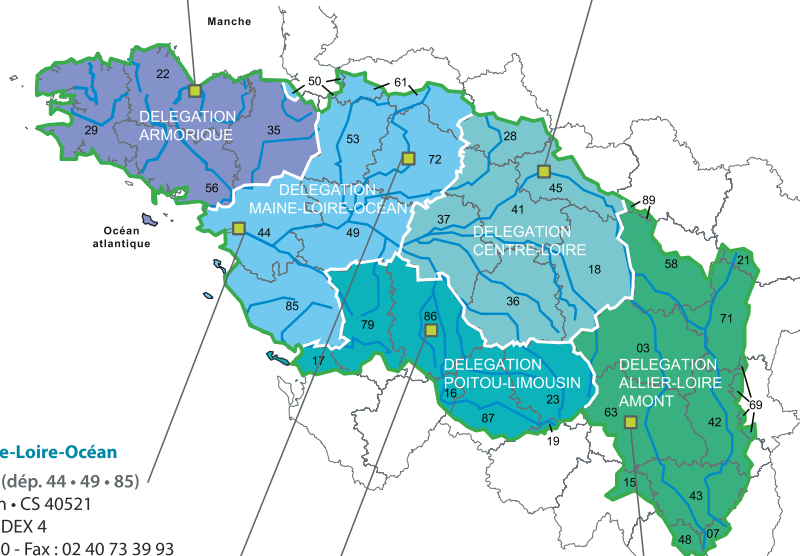 Manche
50
61
22
DELEGATION
ARMORIQUE
29
35
56
53
72
28
45
DELEGATION
MAINE-LOIRE-OCÉAN
44
49
85
Océan
atlantique
37
41
DELEGATION
CENTRE-LOIRE
18
36
89
58
21
71
79
86
17
DELEGATION
POITOU-LIMOUSIN
16
23
87
19
03
DELEGATION
ALLIER-LOIRE
AMONT
63
42
69
15
43
48
07
e-Loire-Océan
(dép. 44 • 49 • 85)
n • CS 40521
DEX 4
0 - Fax : 02 40 73 39 93